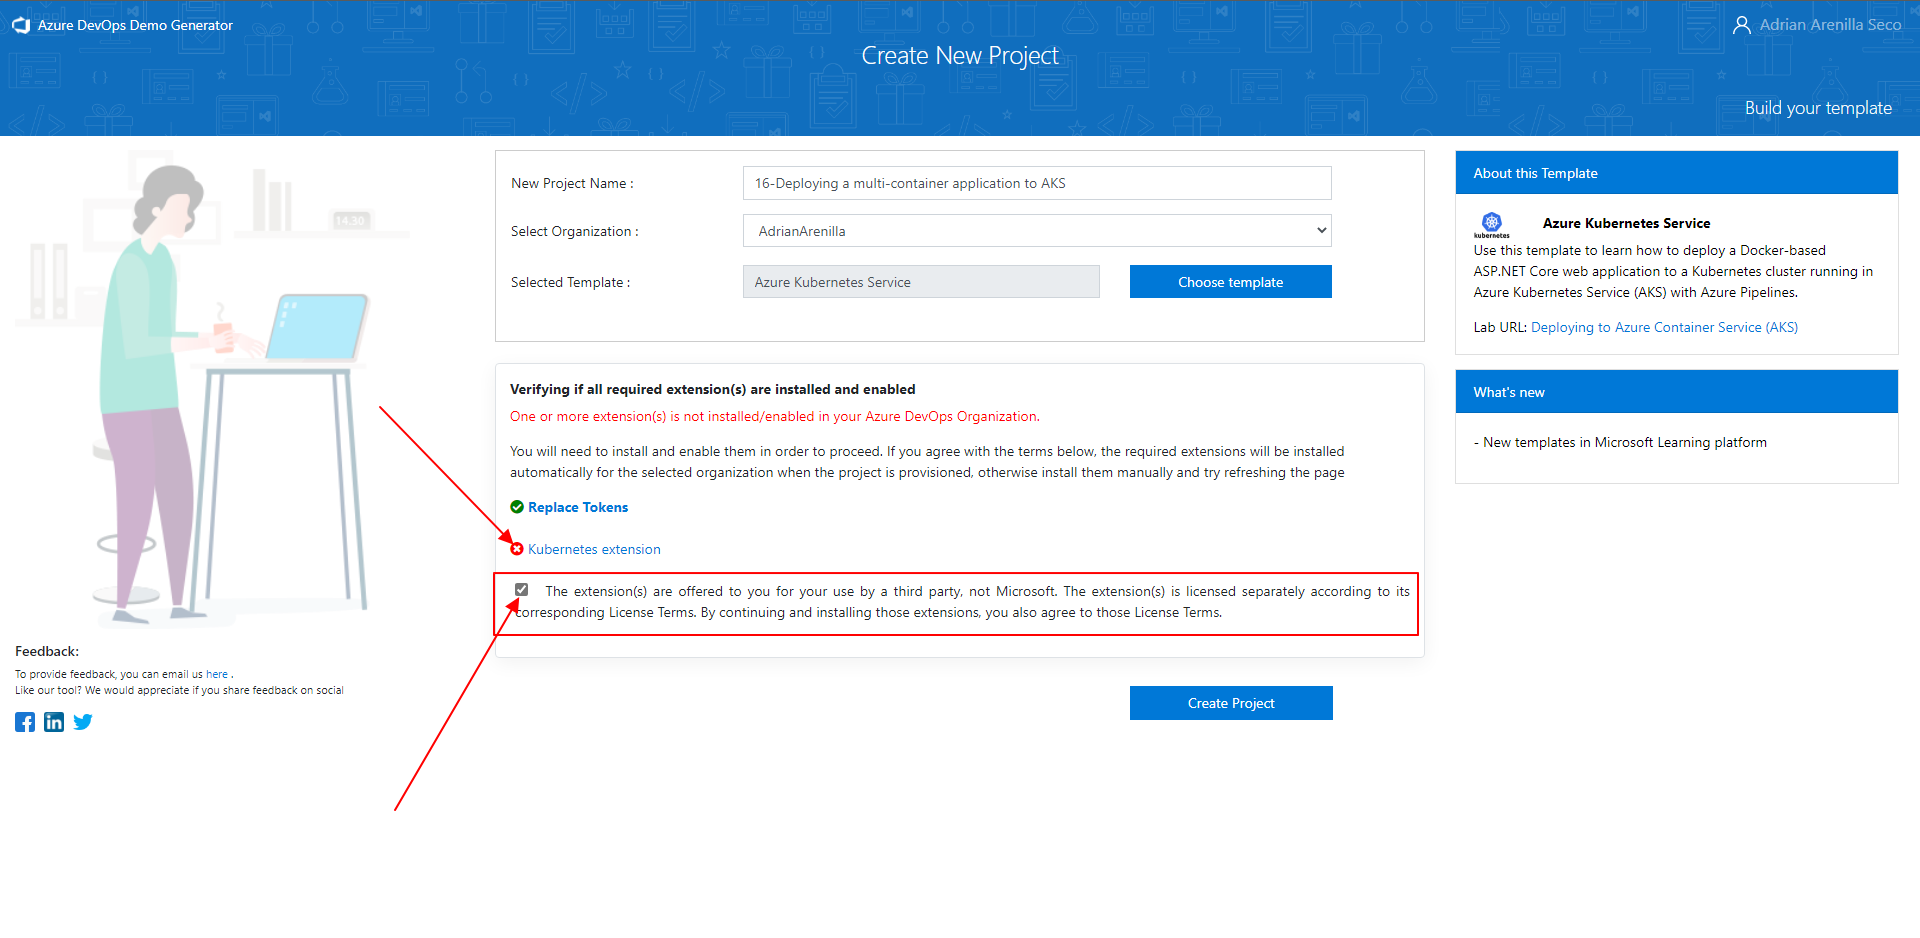 Azure DevOps Demo Generator
Adrian Arenilla Seco
Create New Project
Build your template
14.30
New Project Name :
16-Deploying a multi-container application to AKS
Select Organization :
AdrianArenilla
Selected Template :
Azure Kubernetes Service
Choose template
Verifying if all required extension(s) are installed and enabled
One or more extension(s) is not installed/enabled in your Azure DevOps Organization.
You will need to install and enable them in order to proceed. If you agree with the terms below, the required extensions will be installed
automatically for the selected organization when the project is provisioned, otherwise install them manually and try refreshing the page
Replace Tokens
Kubernetes extension
The extension(s) are offered to you for your use by a third party, not Microsoft. The extension(s) is licensed separately according to its
corresponding License Terms. By continuing and installing those extensions, you also agree to those License Terms.
Create Project
About this Template
kubernetes
Azure Kubernetes Service
Use this template to learn how to deploy a Docker-based
ASP.NET Core web application to a Kubernetes cluster running in
Azure Kubernetes Service (AKS) with Azure Pipelines.
Lab URL: Deploying to Azure Container Service (AKS)
What's new
- New templates in Microsoft Learning platform
Feedback:
To provide feedback, you can email us here .
Like our tool? We would appreciate if you share feedback on social